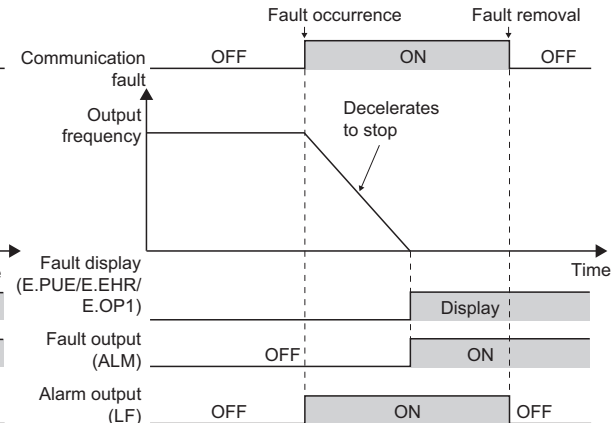 Fault occurrence Fault removal
Communication
fault
OFF ON OFF
Output
frequency
Decelerates
to stop
Time
Fault display
(E.PUE/E.EHR/
E.OP1)
Display
Fault output
(ALM)
OFF ON
Alarm output
(LF)
OFF ON OFF